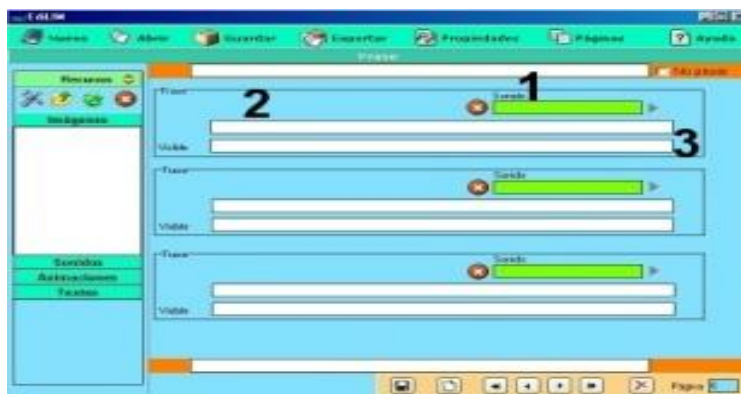 EdiLIM
Nuevo Abrir Guardar Exportar Propiedades Páginas Ayuda
Frase
Recursos
Imágenes
Sonidos
Animaciones
Textos
Frase
2
Sonido
1
3
Visible
Frase
Sonido
Visible
Frase
Sonido
Visible
Página 6